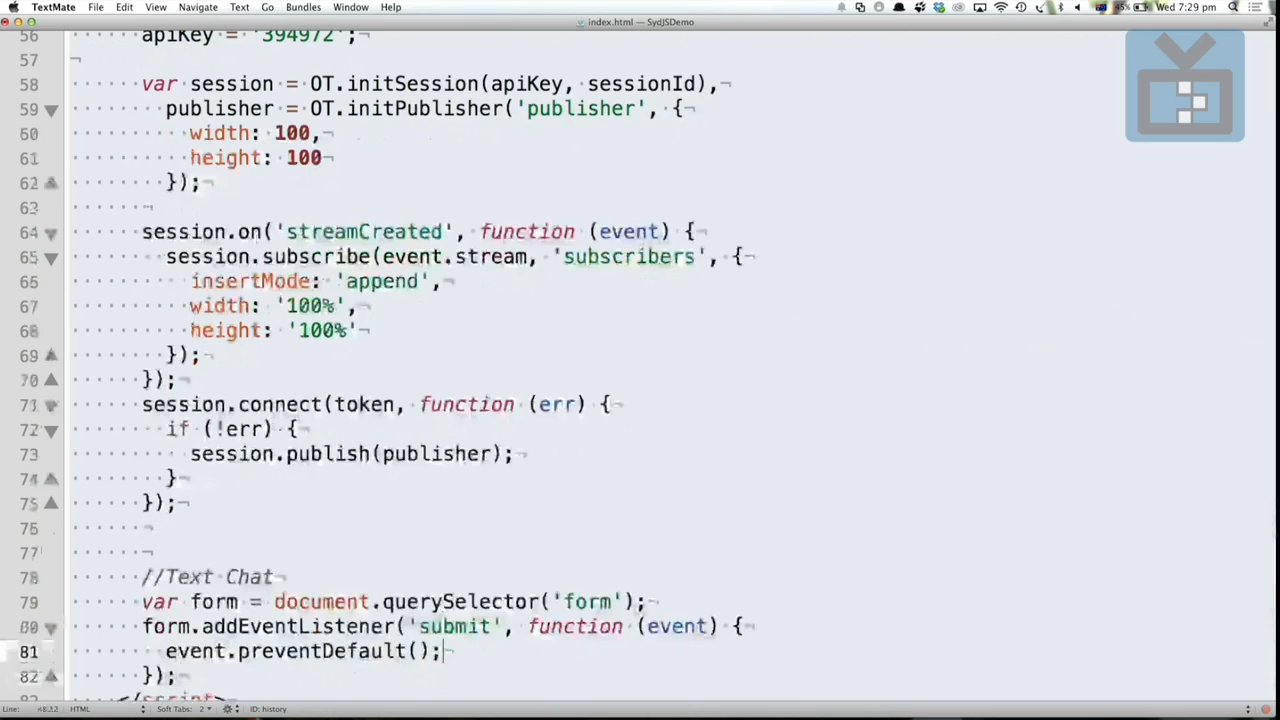 TextMate File Edit View Navigate Text Go Bundles Window Help 45% Wed 7:29 pm
index.html — SydJSDemo
56 apiKey = '394972';
57
58 var session = OT.initSession(apiKey, sessionId),
59 publisher = OT.initPublisher('publisher', {
60 width: 100,
61 height: 100
62 });
63
64 session.on('streamCreated', function (event) {
65 session.subscribe(event.stream, 'subscribers', {
66 insertMode: 'append',
67 width: '100%',
68 height: '100%'
69 });
70 });
71 session.connect(token, function (err) {
72 if (!err) {
73 session.publish(publisher);
74 }
75 });
76
77
78 //Text Chat
79 var form = document.querySelector('form');
80 form.addEventListener('submit', function (event) {
81 event.preventDefault();
82 });
83 </script>
Line: HTML Soft Tabs: 2 ID: history